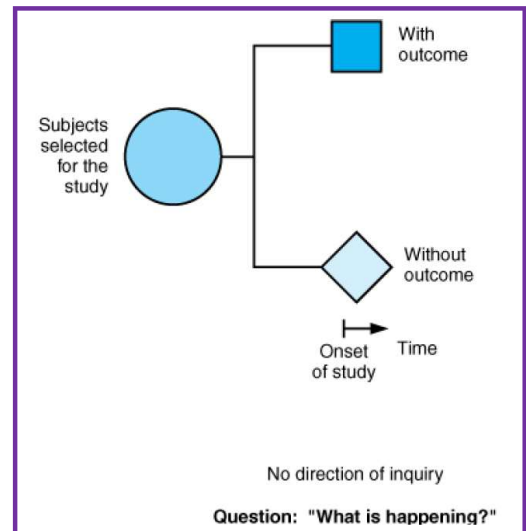 With
outcome
Subjects
selected
for the
study
Without
outcome
Onset
of study
Time
No direction of inquiry
Question: "What is happening?"